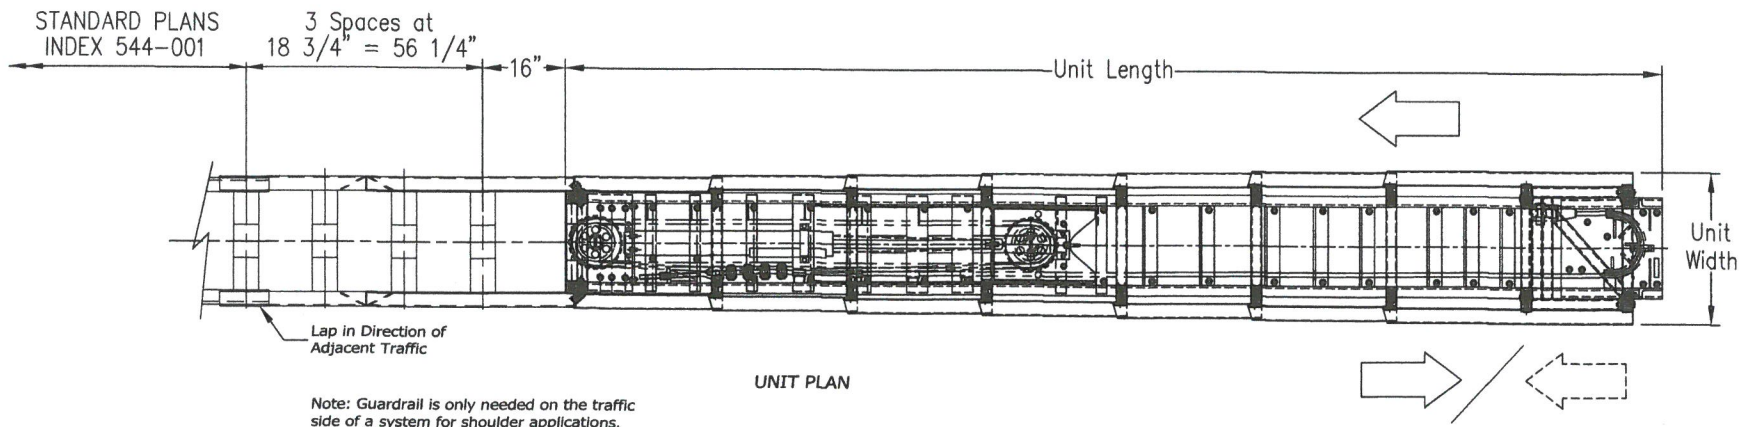 STANDARD PLANS
INDEX 544-001
3 Spaces at
18 3/4" = 56 1/4"
16"
Unit Length
Unit
Width
Lap in Direction of
Adjacent Traffic
UNIT PLAN
Note: Guardrail is only needed on the traffic
side of a system for shoulder applications.